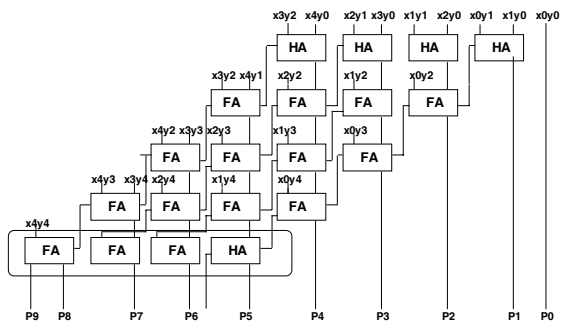 x3y2 x4y0 x2y1 x3y0 x1y1 x2y0 x0y1 x1y0 x0y0
HA HA HA HA
x3y2 x4y1 x2y2 x1y2 x0y2
FA FA FA FA
x4y2 x3y3 x2y3 x1y3 x0y3
FA FA FA FA
x4y3 x3y4 x2y4 x1y4 x0y4
FA FA FA FA
x4y4
FA FA FA HA
P9 P8 P7 P6 P5 P4 P3 P2 P1 P0